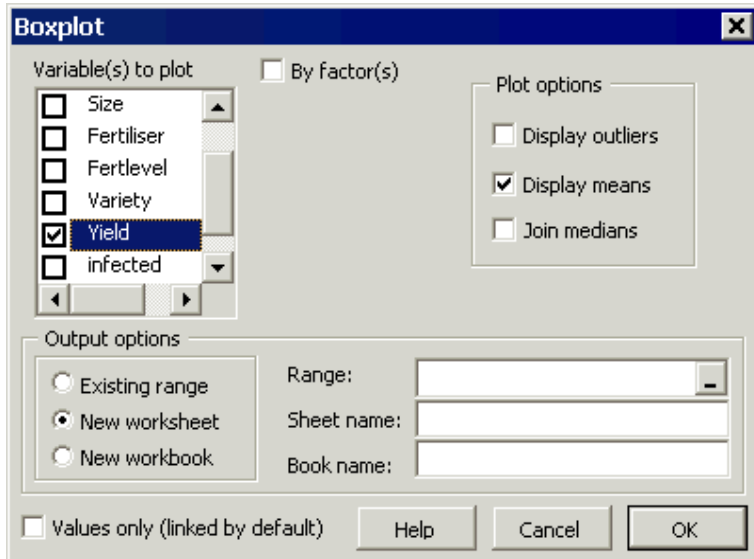 Boxplot
Variable(s) to plot
By factor(s)
Size
Fertiliser
Fertlevel
Variety
Yield
infected
Plot options
Display outliers
Display means
Join medians
Output options
Existing range
New worksheet
New workbook
Range:
Sheet name:
Book name:
Values only (linked by default)
Help
Cancel
OK